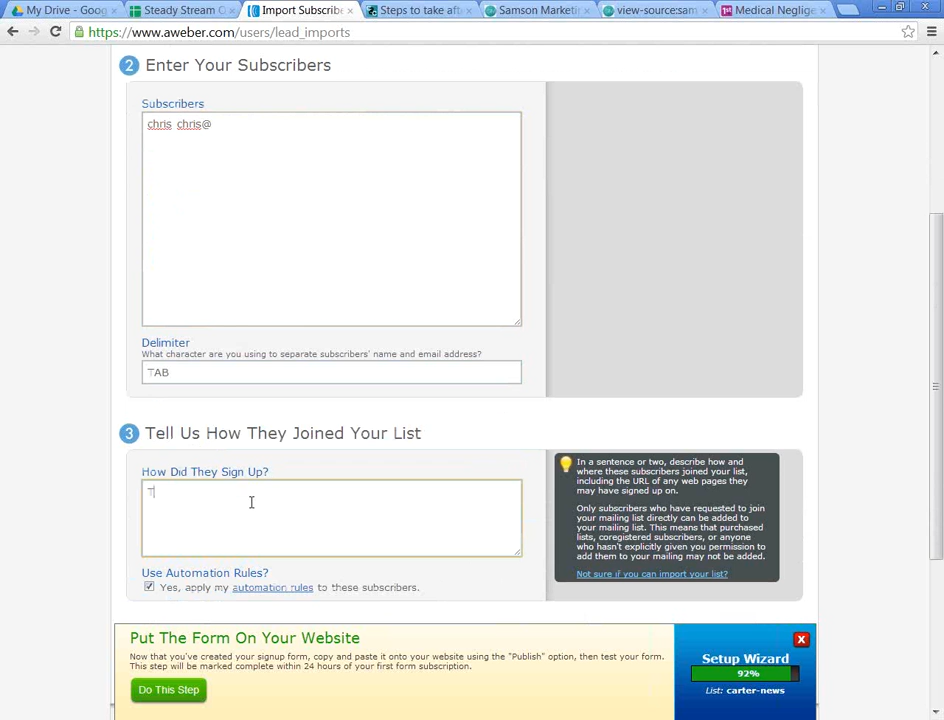 My Drive - Goog
Steady Stream O
Import Subscribe
Steps to take aft
Samson Marketi
view-source:sam
Medical Neglige
https://www.aweber.com/users/lead_imports
2 Enter Your Subscribers
Subscribers
chris chris@
Delimiter
What character are you using to separate subscribers' name and email address?
TAB
3 Tell Us How They Joined Your List
How Did They Sign Up?
T
In a sentence or two, describe how and
where these subscribers joined your list,
including the URL of any web pages they
may have signed up on.
Only subscribers who have requested to join
your mailing list directly can be added to
your mailing list. This means that purchased
lists, coregistered subscribers, or anyone
who hasn't explicitly given you permission to
add them to your mailing may not be added.
Not sure if you can import your list?
Use Automation Rules?
Yes, apply my automation rules to these subscribers.
Put The Form On Your Website
Now that you've created your signup form, copy and paste it onto your website using the "Publish" option, then test your form.
This step will be marked complete within 24 hours of your first form subscription.
Do This Step
Setup Wizard
92%
List: carter-news